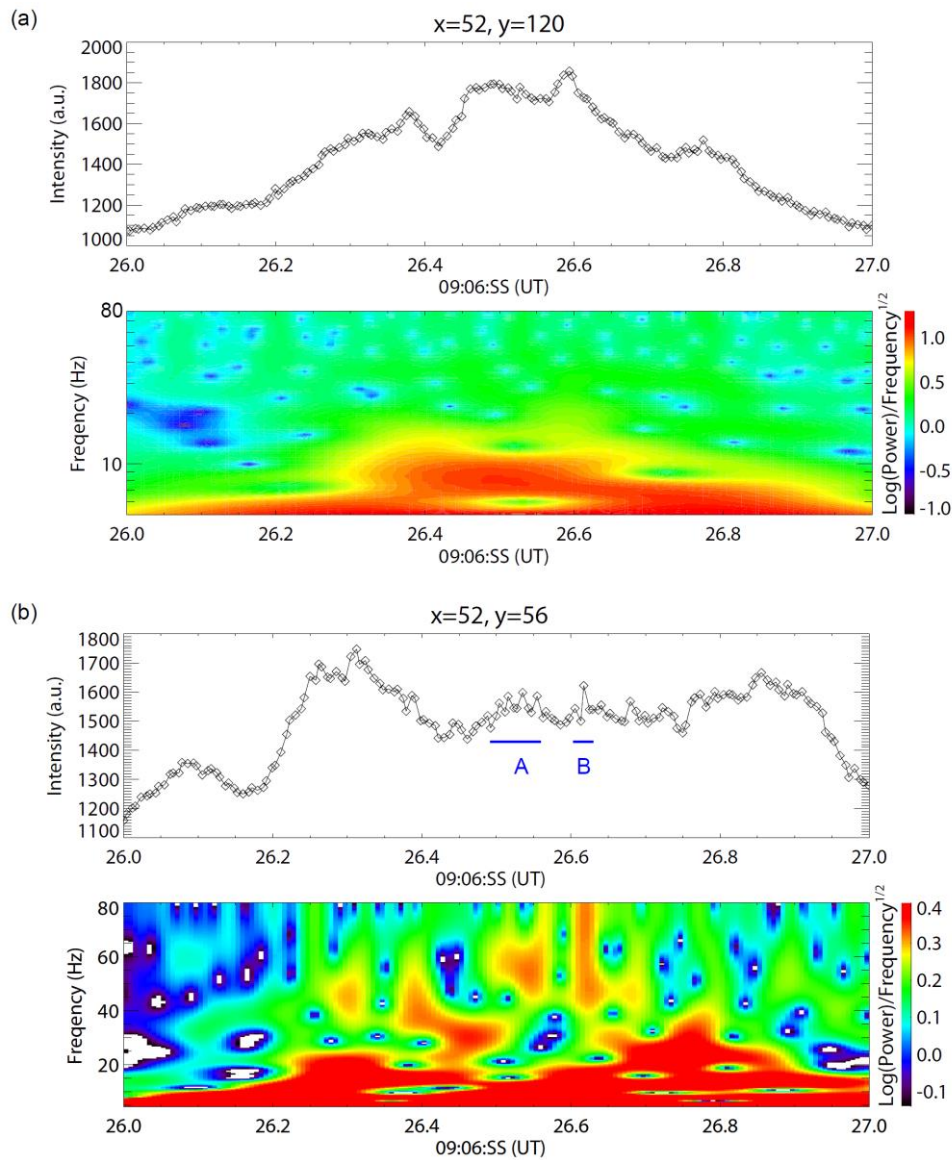 (a)
x=52, y=120
2000
1800
1600
1400
1200
1000
Intensity (a.u.)
26.0 26.2 26.4 26.6 26.8 27.0
09:06:SS (UT)
80
10
Freqency (Hz)
1.0
0.5
0.0
-0.5
-1.0
Log(Power)/Frequency^1/2
26.0 26.2 26.4 26.6 26.8 27.0
09:06:SS (UT)
(b)
x=52, y=56
1800
1700
1600
1500
1400
1300
1200
1100
Intensity (a.u.)
A B
26.0 26.2 26.4 26.6 26.8 27.0
09:06:SS (UT)
80
60
40
20
Freqency (Hz)
0.4
0.3
0.2
0.1
0.0
-0.1
Log(Power)/Frequency^1/2
26.0 26.2 26.4 26.6 26.8 27.0
09:06:SS (UT)